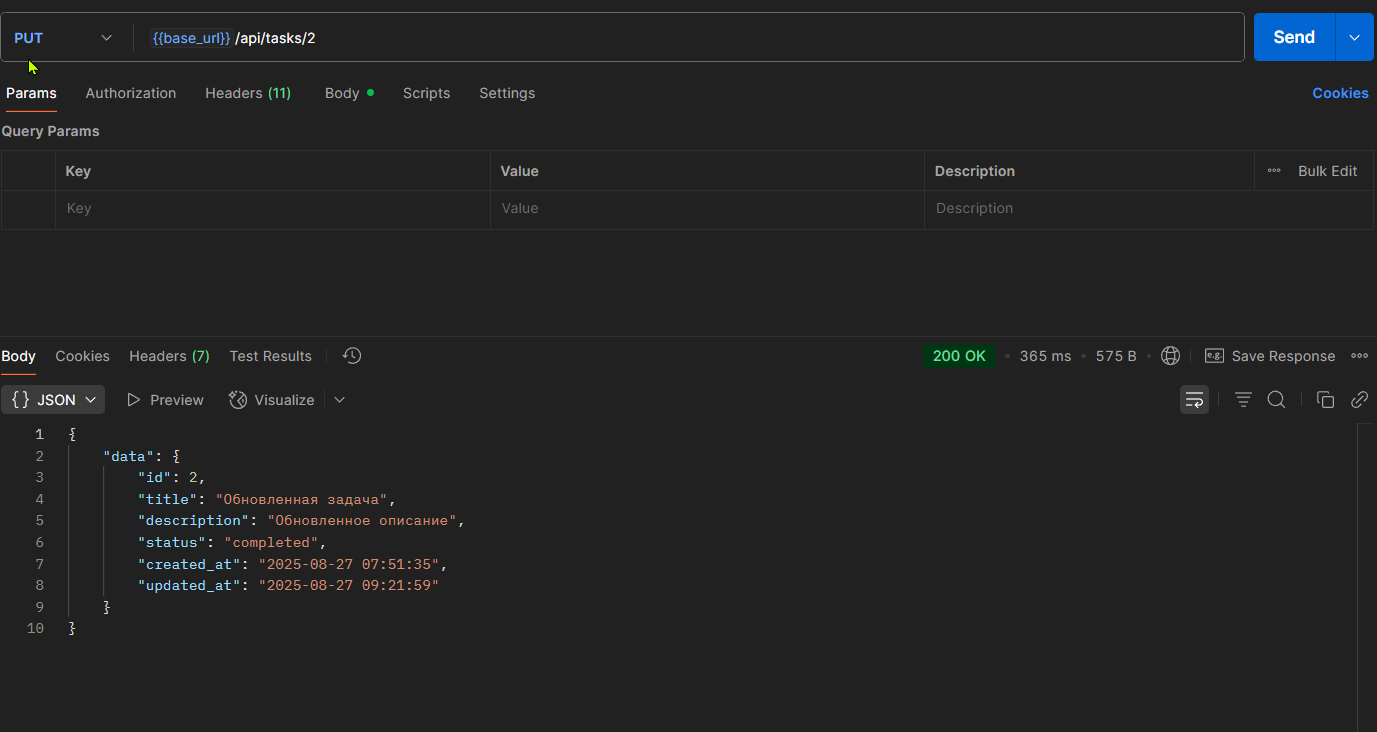 PUT {{base_url}} /api/tasks/2 Send
Params Authorization Headers (11) Body Scripts Settings Cookies
Query Params
Key Value Description Bulk Edit
Key Value Description
Body Cookies Headers (7) Test Results 200 OK 365 ms 575 B e.g. Save Response
{} JSON Preview Visualize
1 {
2 "data": {
3 "id": 2,
4 "title": "Обновленная задача",
5 "description": "Обновленное описание",
6 "status": "completed",
7 "created_at": "2025-08-27 07:51:35",
8 "updated_at": "2025-08-27 09:21:59"
9 }
10 }